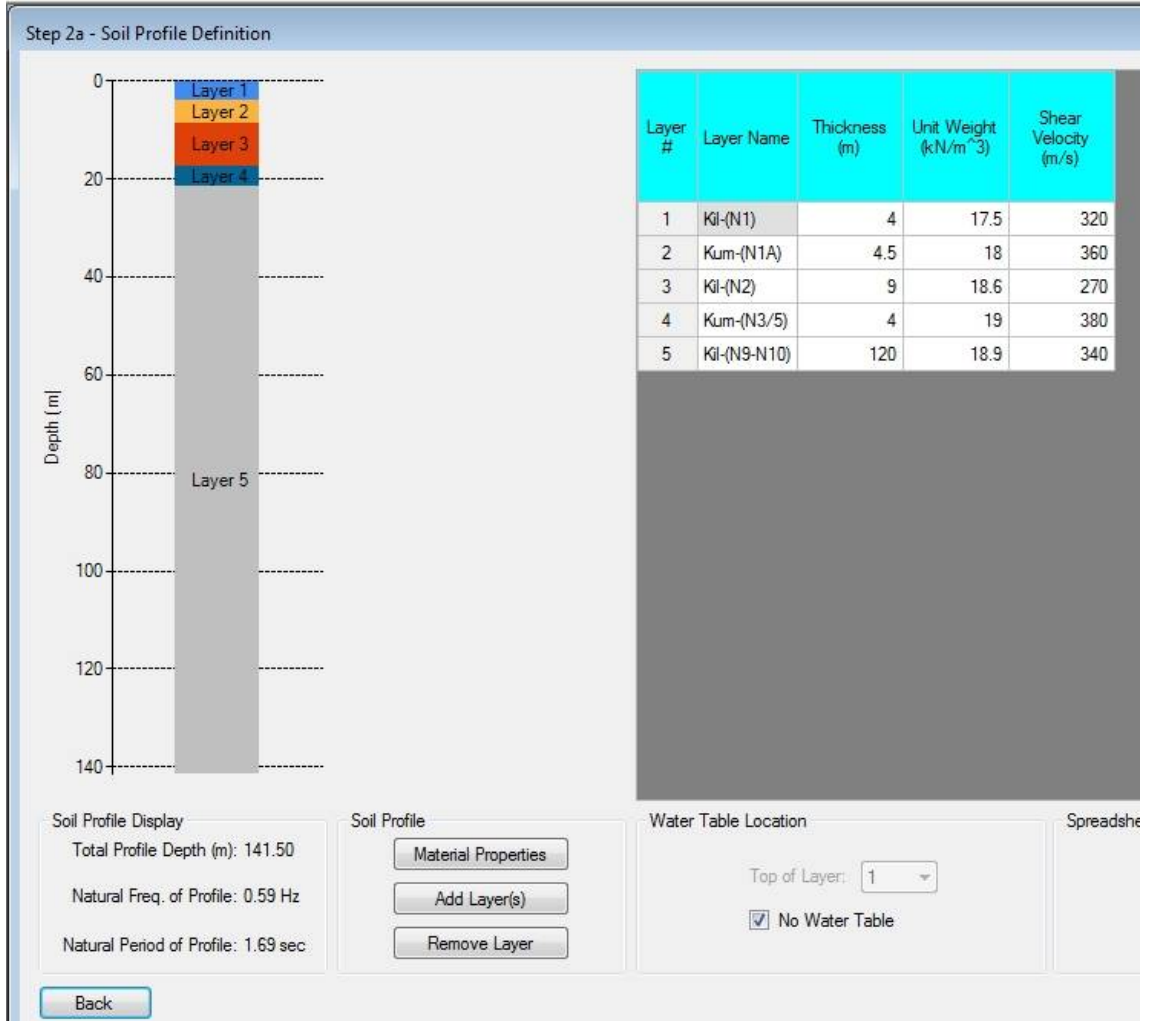 Step 2a - Soil Profile Definition
0
20
40
60
80
100
120
140
Depth (m)
Layer 1
Layer 2
Layer 3
Layer 4
Layer 5
Layer # Layer Name Thickness (m) Unit Weight (kN/m^3) Shear Velocity (m/s)
1 Kil-(N1) 4 17.5 320
2 Kum-(N1A) 4.5 18 360
3 Kil-(N2) 9 18.6 270
4 Kum-(N3/5) 4 19 380
5 Kil-(N9-N10) 120 18.9 340
Soil Profile Display
Total Profile Depth (m): 141.50
Natural Freq. of Profile: 0.59 Hz
Natural Period of Profile: 1.69 sec
Soil Profile
Material Properties
Add Layer(s)
Remove Layer
Water Table Location
Top of Layer: 1
No Water Table
Spreadshe
Back